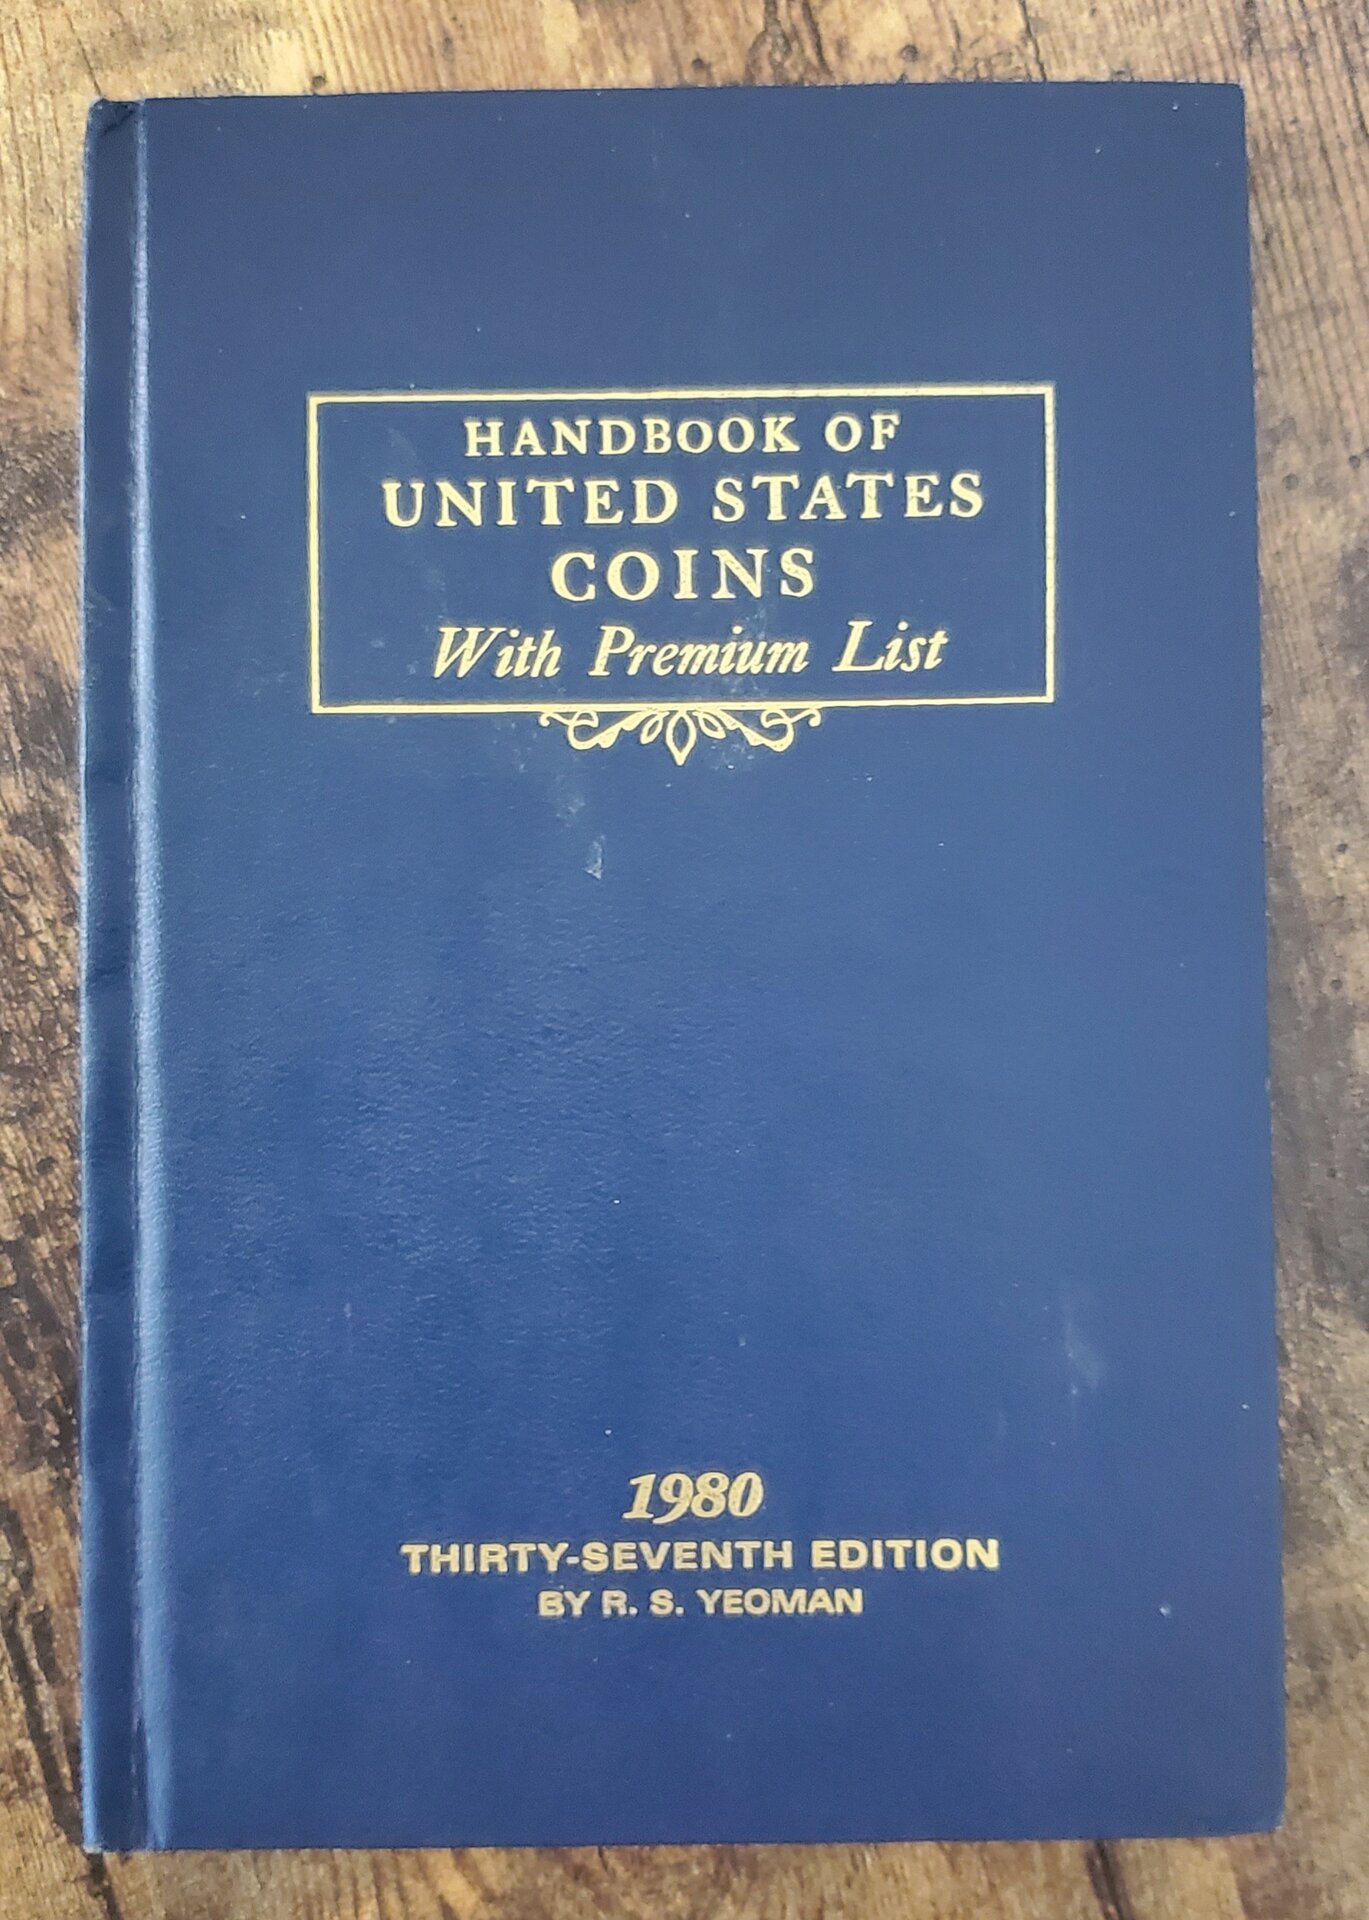 HANDBOOK OF
UNITED STATES
COINS
With Premium List
1980
THIRTY-SEVENTH EDITION
BY R. S. YEOMAN